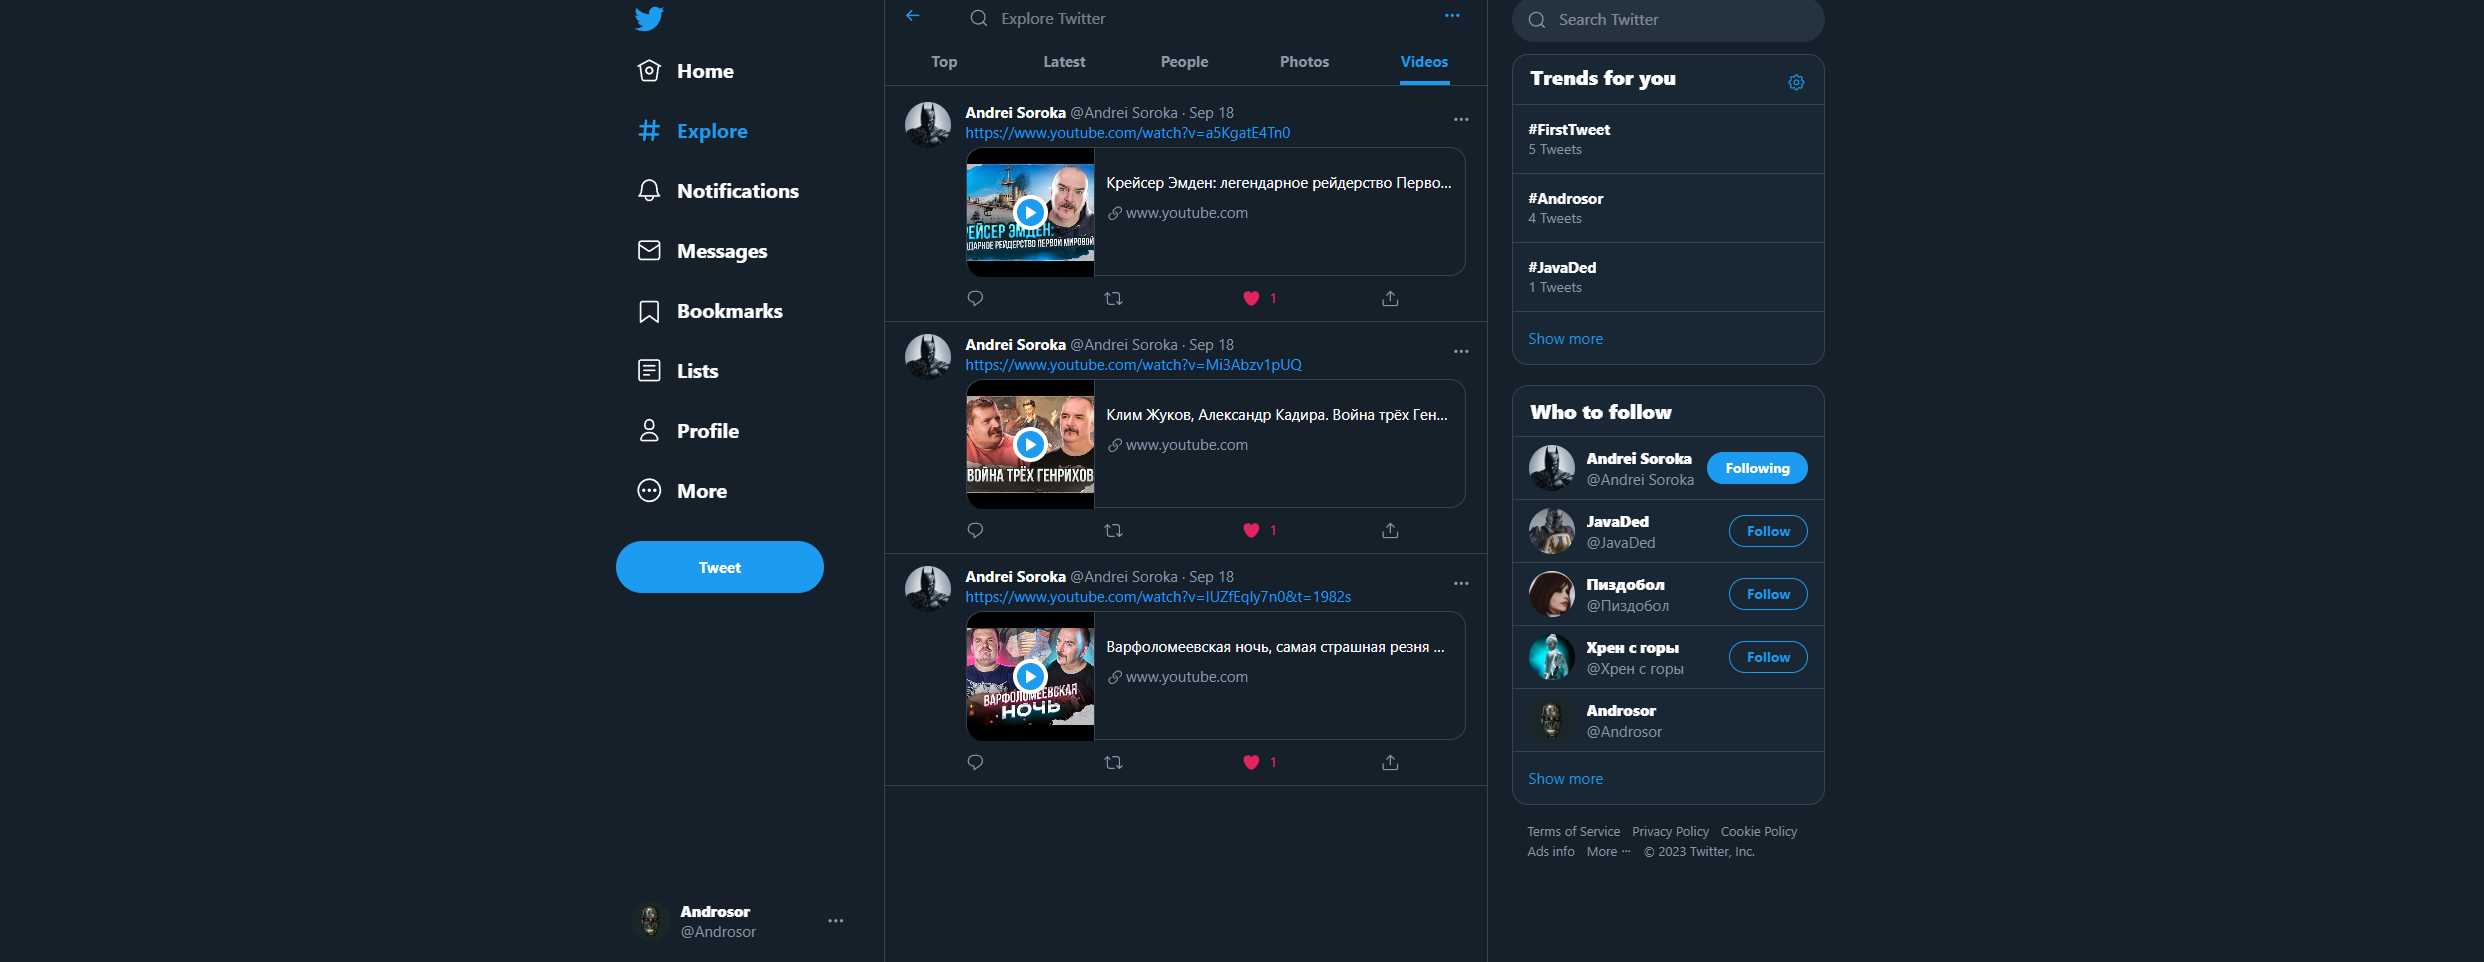 Home
Explore
Notifications
Messages
Bookmarks
Lists
Profile
More
Tweet
Androsor
@Androsor
Explore Twitter
Top
Latest
People
Photos
Videos
Andrei Soroka @Andrei Soroka · Sep 18
https://www.youtube.com/watch?v=a5KgatE4Tn0
РЕЙСЕР ЭМДЕН:
ДАРНОЕ РЕЙДЕРСТВО ПЕРВОЙ МИРОВОЙ
Крейсер Эмден: легендарное рейдерство Перво...
www.youtube.com
1
Andrei Soroka @Andrei Soroka · Sep 18
https://www.youtube.com/watch?v=Mi3Abzv1pUQ
ВОЙНА ТРЁХ ГЕНРИХОВ
Клим Жуков, Александр Кадира. Война трёх Ген...
www.youtube.com
1
Andrei Soroka @Andrei Soroka · Sep 18
https://www.youtube.com/watch?v=IUZfEqly7n0&t=1982s
ВАРФОЛОМЕЕВСКАЯ
НОЧЬ
Варфоломеевская ночь, самая страшная резня ...
www.youtube.com
1
Search Twitter
Trends for you
#FirstTweet
5 Tweets
#Androsor
4 Tweets
#JavaDed
1 Tweets
Show more
Who to follow
Andrei Soroka
@Andrei Soroka
Following
JavaDed
@JavaDed
Follow
Пиздобол
@Пиздобол
Follow
Хрен с горы
@Хрен с горы
Follow
Androsor
@Androsor
Show more
Terms of Service Privacy Policy Cookie Policy
Ads info More ··· © 2023 Twitter, Inc.